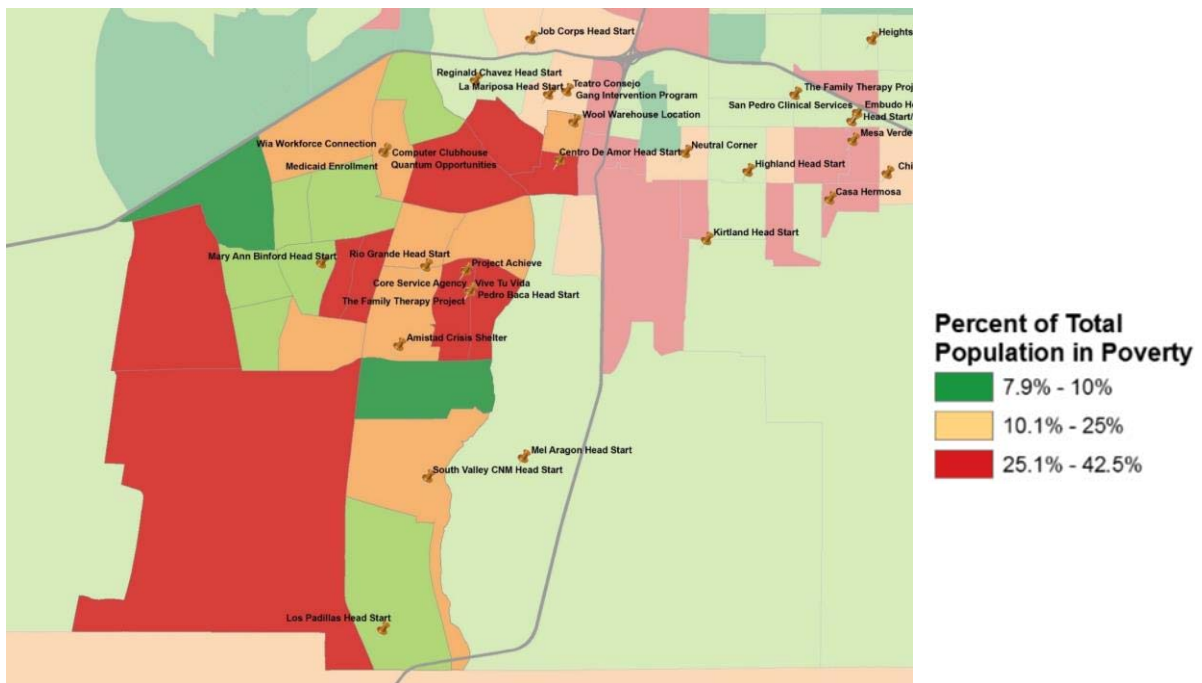 Job Corps Head Start
Heights
Reginald Chavez Head Start
La Mariposa Head Start
Teatro Consejo
Gang Intervention Program
The Family Therapy Proj
San Pedro Clinical Services
Embudo He
Head Start/
Wool Warehouse Location
Mesa Verde
Wia Workforce Connection
Computer Clubhouse
Centro De Amor Head Start
Neutral Corner
Medicaid Enrollment
Quantum Opportunities
Highland Head Start
Chi
Casa Hermosa
Kirtland Head Start
Mary Ann Binford Head Start
Rio Grande Head Start
Project Achieve
Core Service Agency
Vive Tu Vida
The Family Therapy Project
Pedro Baca Head Start
Amistad Crisis Shelter
Mel Aragon Head Start
South Valley CNM Head Start
Los Padillas Head Start
Percent of Total
Population in Poverty
7.9% - 10%
10.1% - 25%
25.1% - 42.5%